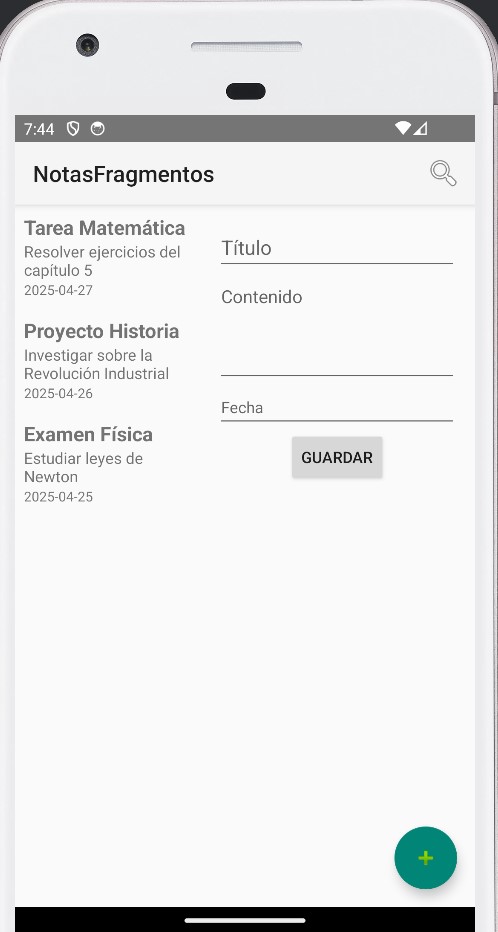 7:44
NotasFragmentos
Tarea Matemática
Resolver ejercicios del
capítulo 5
2025-04-27
Proyecto Historia
Investigar sobre la
Revolución Industrial
2025-04-26
Examen Física
Estudiar leyes de
Newton
2025-04-25
Título
Contenido
Fecha
GUARDAR
+